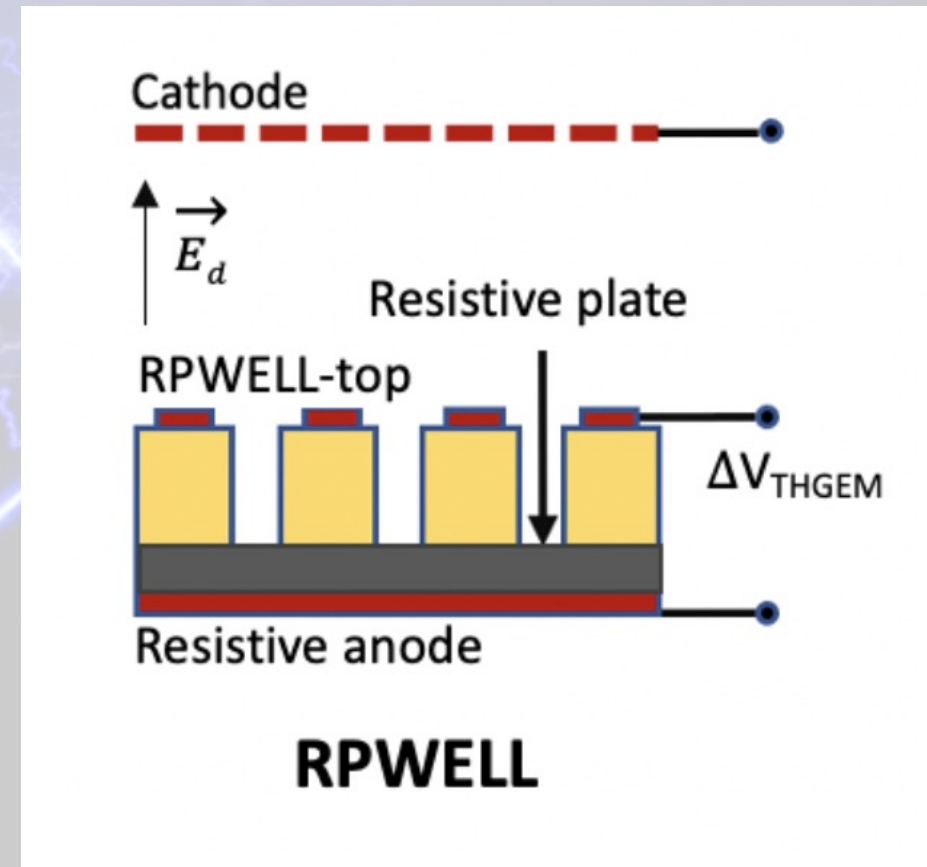 Cathode
E⃗d
Resistive plate
RPWELL-top
ΔVTHGEM
Resistive anode
RPWELL